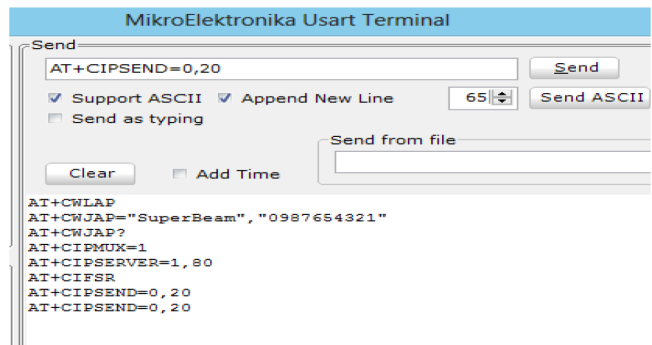 MikroElektronika Usart Terminal
Send
AT+CIPSEND=0,20
Send
Support ASCII
Append New Line
65
Send ASCII
Send as typing
Send from file
Clear
Add Time
AT+CWLAP
AT+CWJAP="SuperBeam","0987654321"
AT+CWJAP?
AT+CIPMUX=1
AT+CIPSERVER=1,80
AT+CIFSR
AT+CIPSEND=0,20
AT+CIPSEND=0,20